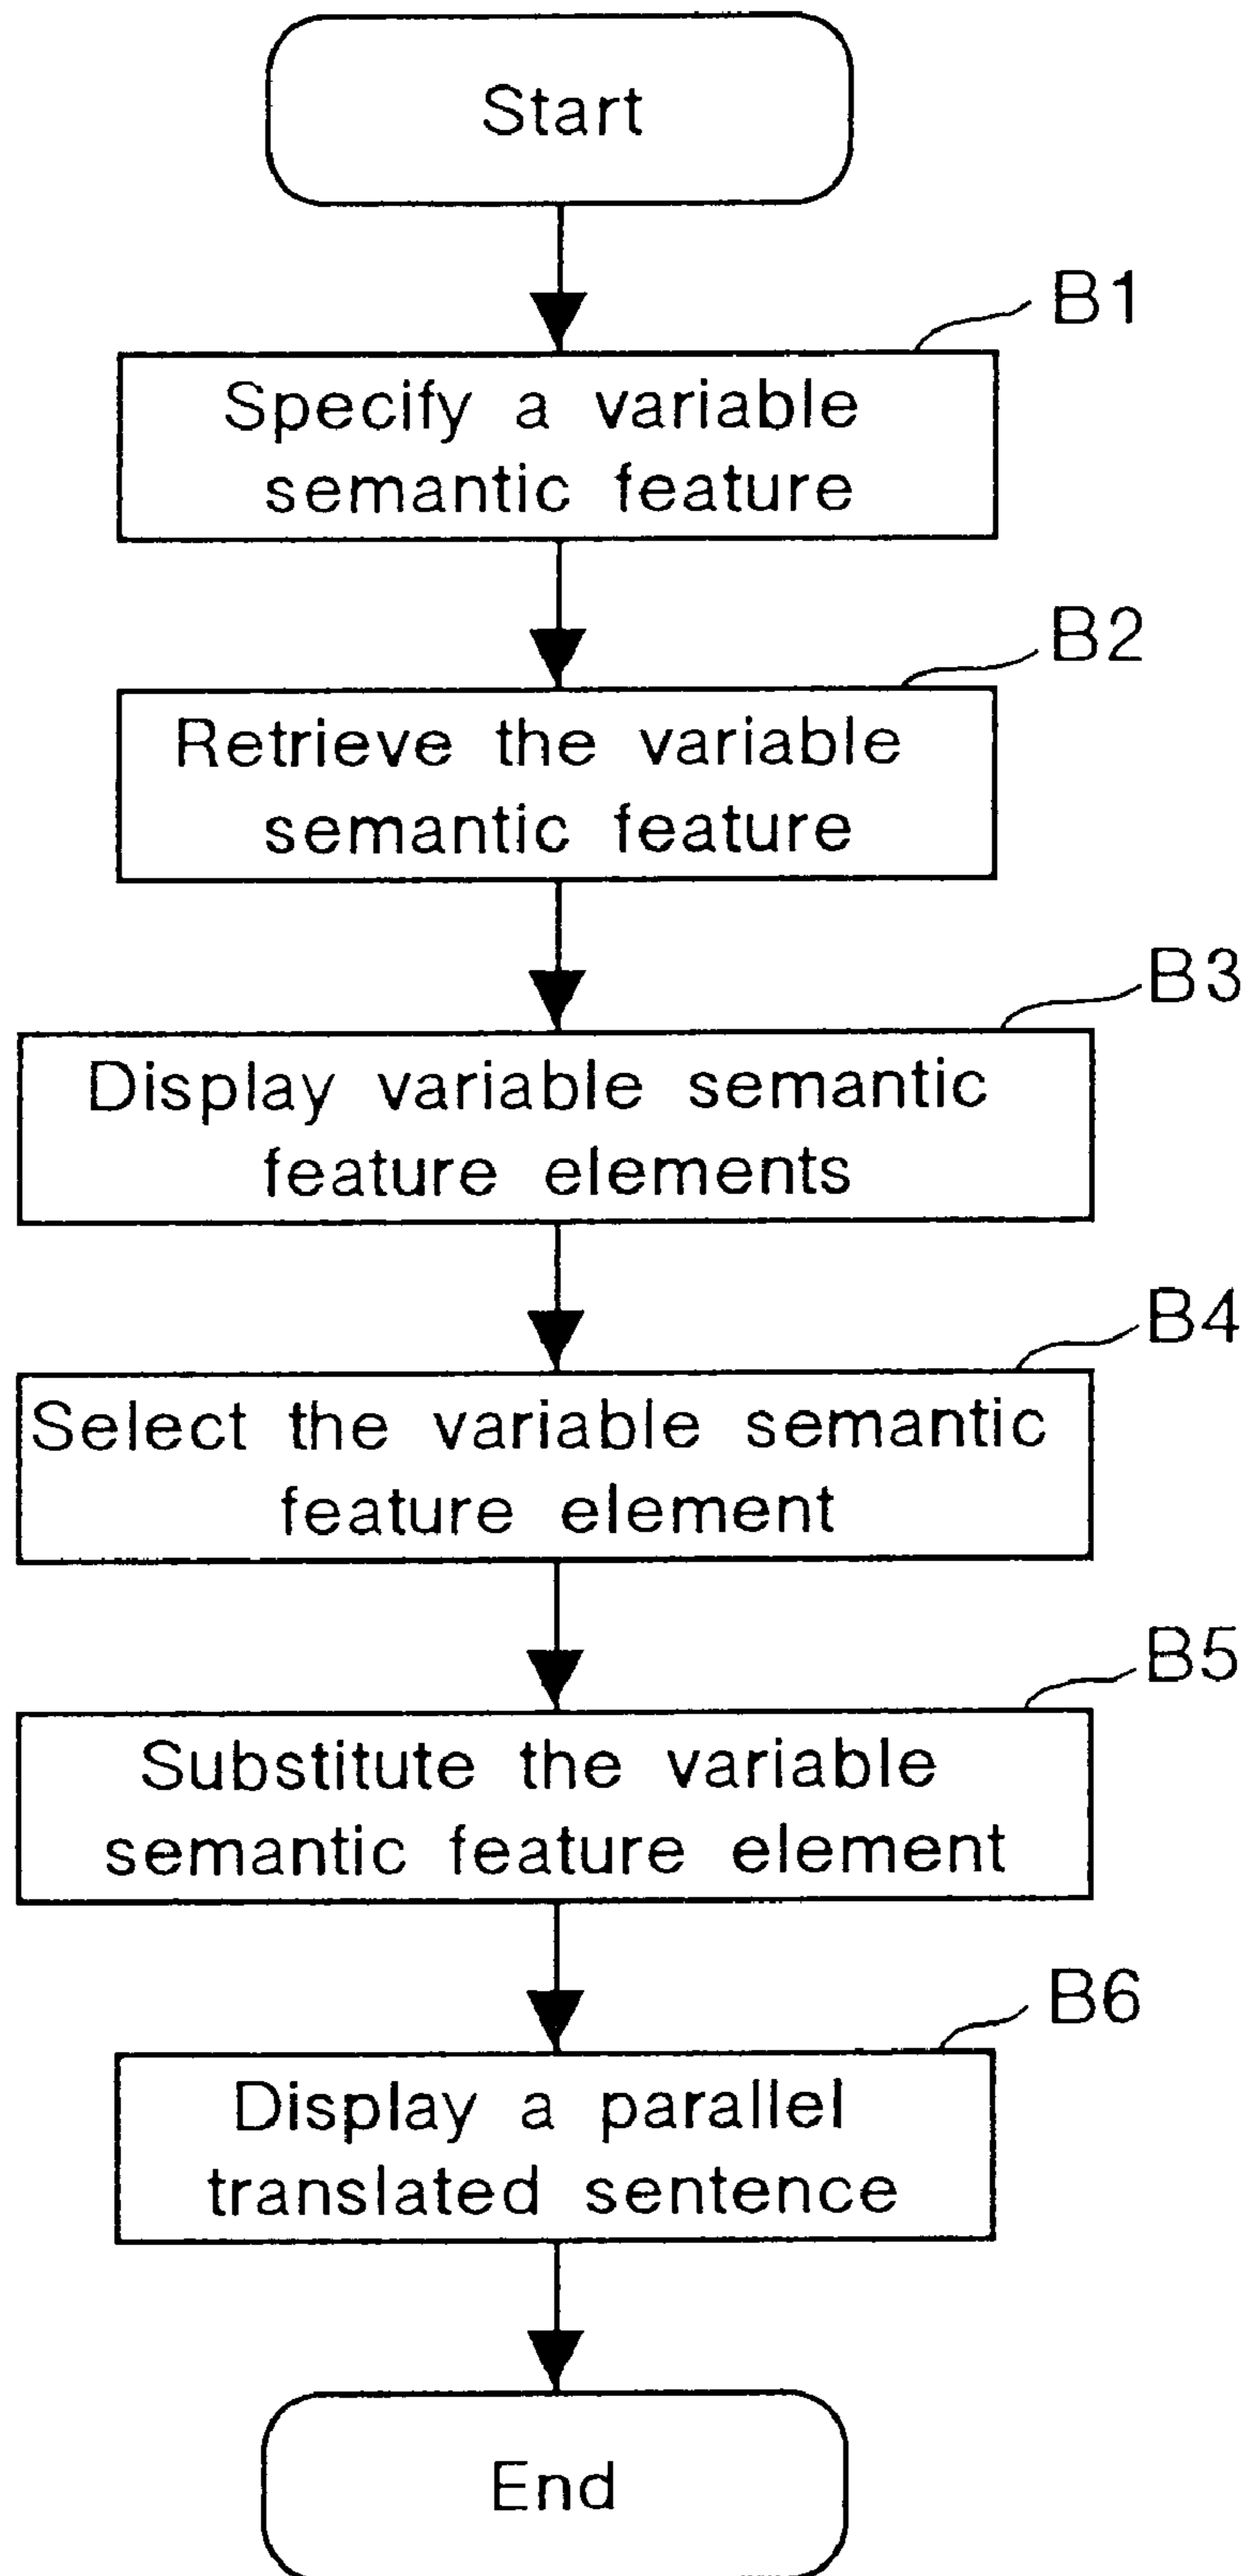 Start
B1
Specify a variable
semantic feature
B2
Retrieve the variable
semantic feature
B3
Display variable semantic
feature elements
B4
Select the variable semantic
feature element
B5
Substitute the variable
semantic feature element
B6
Display a parallel
translated sentence
End